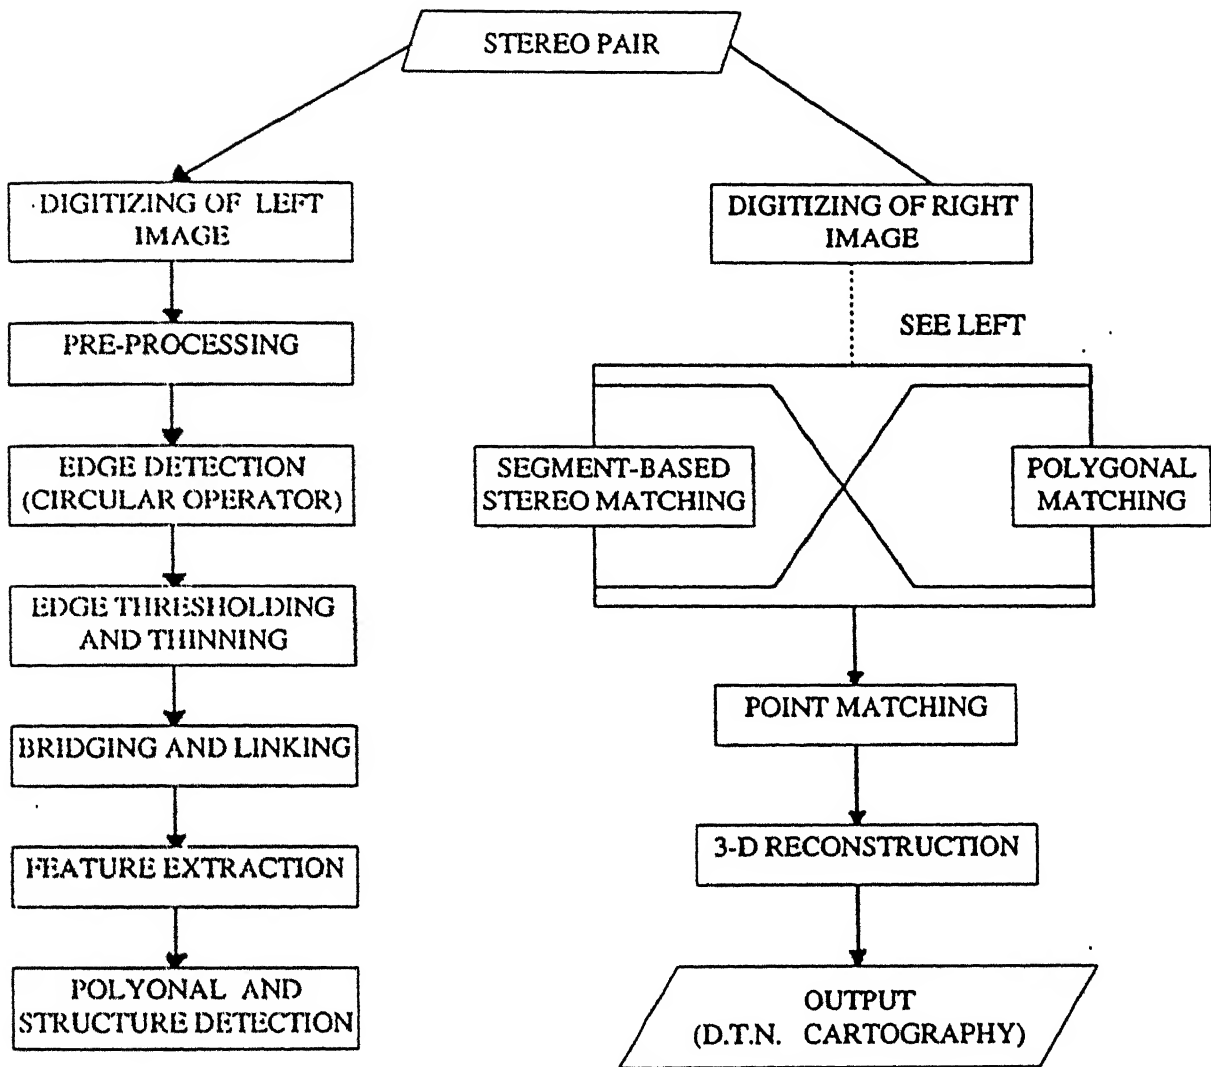 STEREO PAIR
DIGITIZING OF LEFT
IMAGE
PRE-PROCESSING
EDGE DETECTION
(CIRCULAR OPERATOR)
EDGE THRESHOLDING
AND THINNING
BRIDGING AND LINKING
FEATURE EXTRACTION
POLYONAL AND
STRUCTURE DETECTION
DIGITIZING OF RIGHT
IMAGE
SEE LEFT
SEGMENT-BASED
STEREO MATCHING
POLYGONAL
MATCHING
POINT MATCHING
3-D RECONSTRUCTION
OUTPUT
(D.T.N. CARTOGRAPHY)